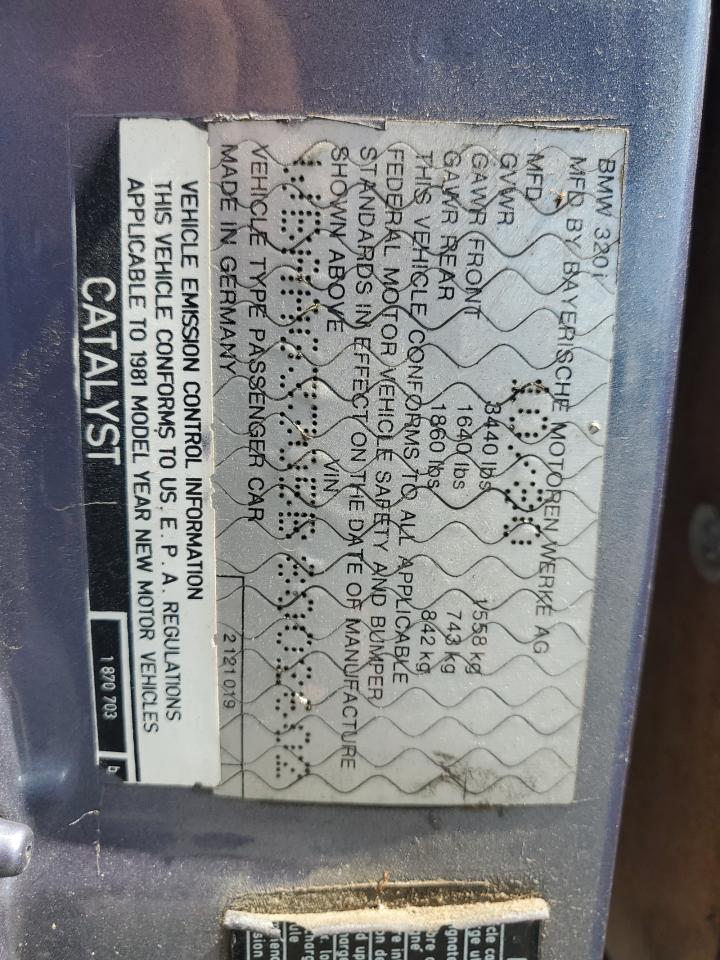 BMW 320i
MFD BY BAYERISCHE MOTOREN WERKE AG
MFD
GVWR 3440 lbs 1558 kg
GAWR FRONT 1640 lbs 743 kg
GAWR REAR 1860 lbs 842 kg
THIS VEHICLE CONFORMS TO ALL APPLICABLE
FEDERAL MOTOR VEHICLE SAFETY AND BUMPER
STANDARDS IN EFFECT ON THE DATE OF MANUFACTURE
SHOWN ABOVE
VIN
VEHICLE TYPE PASSENGER CAR
MADE IN GERMANY
2121 019
VEHICLE EMISSION CONTROL INFORMATION
THIS VEHICLE CONFORMS TO US. E. P. A. REGULATIONS
APPLICABLE TO 1981 MODEL YEAR NEW MOTOR VEHICLES
CATALYST
1 870 703 b